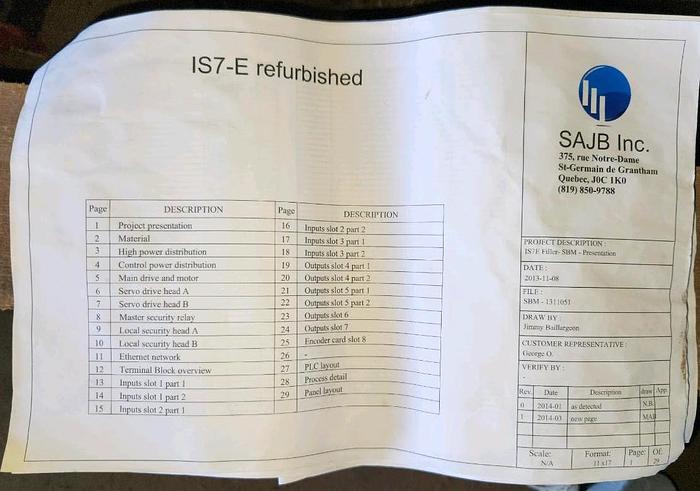 IS7-E refurbished
Page DESCRIPTION
1 Project presentation
2 Material
3 High power distribution
4 Control power distribution
5 Main drive and motor
6 Servo drive head A
7 Servo drive head B
8 Master security relay
9 Local security head A
10 Local security head B
11 Ethernet network
12 Terminal Block overview
13 Inputs slot 1 part 1
14 Inputs slot 1 part 2
15 Inputs slot 2 part 1
Page DESCRIPTION
16 Inputs slot 2 part 2
17 Inputs slot 3 part 1
18 Inputs slot 3 part 2
19 Outputs slot 4 part 1
20 Outputs slot 4 part 2
21 Outputs slot 5 part 1
22 Outputs slot 5 part 2
23 Outputs slot 6
24 Outputs slot 7
25 Encoder card slot 8
26 -
27 PLC layout
28 Process detail
29 Panel layout
SAJB Inc.
375, rue Notre-Dame
St-Germain de Grantham
Quebec, J0C 1K0
(819) 850-9788
PROJECT DESCRIPTION :
IS7E Filler- SBM - Presentation
DATE :
2013-11-08
FILE :
SBM - 1311051
DRAW BY :
Jimmy Baillargeon
CUSTOMER REPRESENTATIVE :
George O.
VERIFY BY :
Rev. Date Description draw App.
0 2014-01 as detected N.B.
1 2014-03 new page
Scale: Format: Page: Of:
N/A 11 x17 1 29